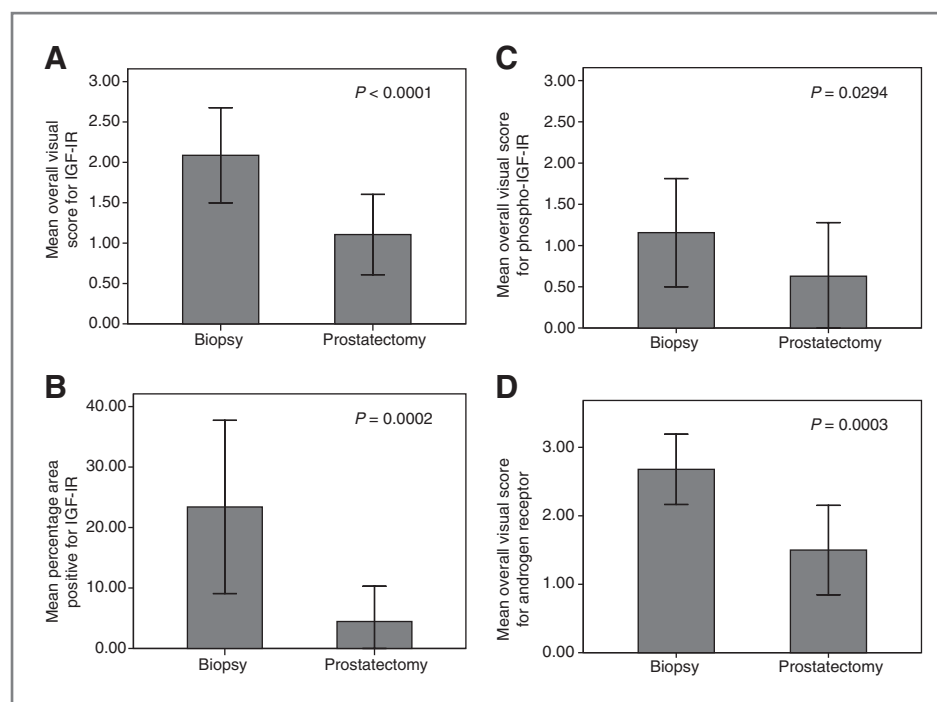 A
Mean overall visual
score for IGF-IR
3.00
2.50
2.00
1.50
1.00
0.50
0.00
P < 0.0001
Biopsy
Prostatectomy
B
Mean percentage area
positive for IGF-IR
40.00
30.00
20.00
10.00
0.00
P = 0.0002
Biopsy
Prostatectomy
C
Mean overall visual score
for phospho-IGF-IR
3.00
2.50
2.00
1.50
1.00
0.50
0.00
P = 0.0294
Biopsy
Prostatectomy
D
Mean overall visual score
for androgen receptor
3.00
2.00
1.00
0.00
P = 0.0003
Biopsy
Prostatectomy